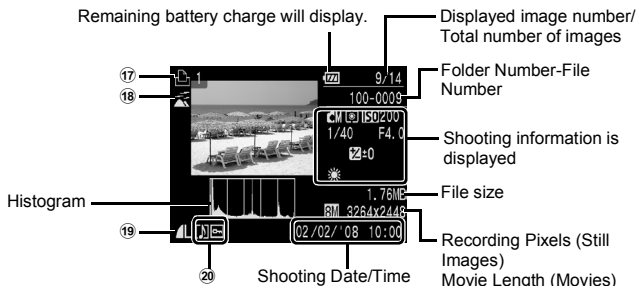 Remaining battery charge will display.
Displayed image number/
Total number of images
⑰ 1 9/14
⑱
100-0009
Folder Number-File
Number
M ISO200
1/40 F4.0
±0
Shooting information is
displayed
1.76MB
File size
Histogram
8M 3264x2448
Recording Pixels (Still
Images)
Movie Length (Movies)
⑲ L 02/02/'08 10:00
⑳
Shooting Date/Time